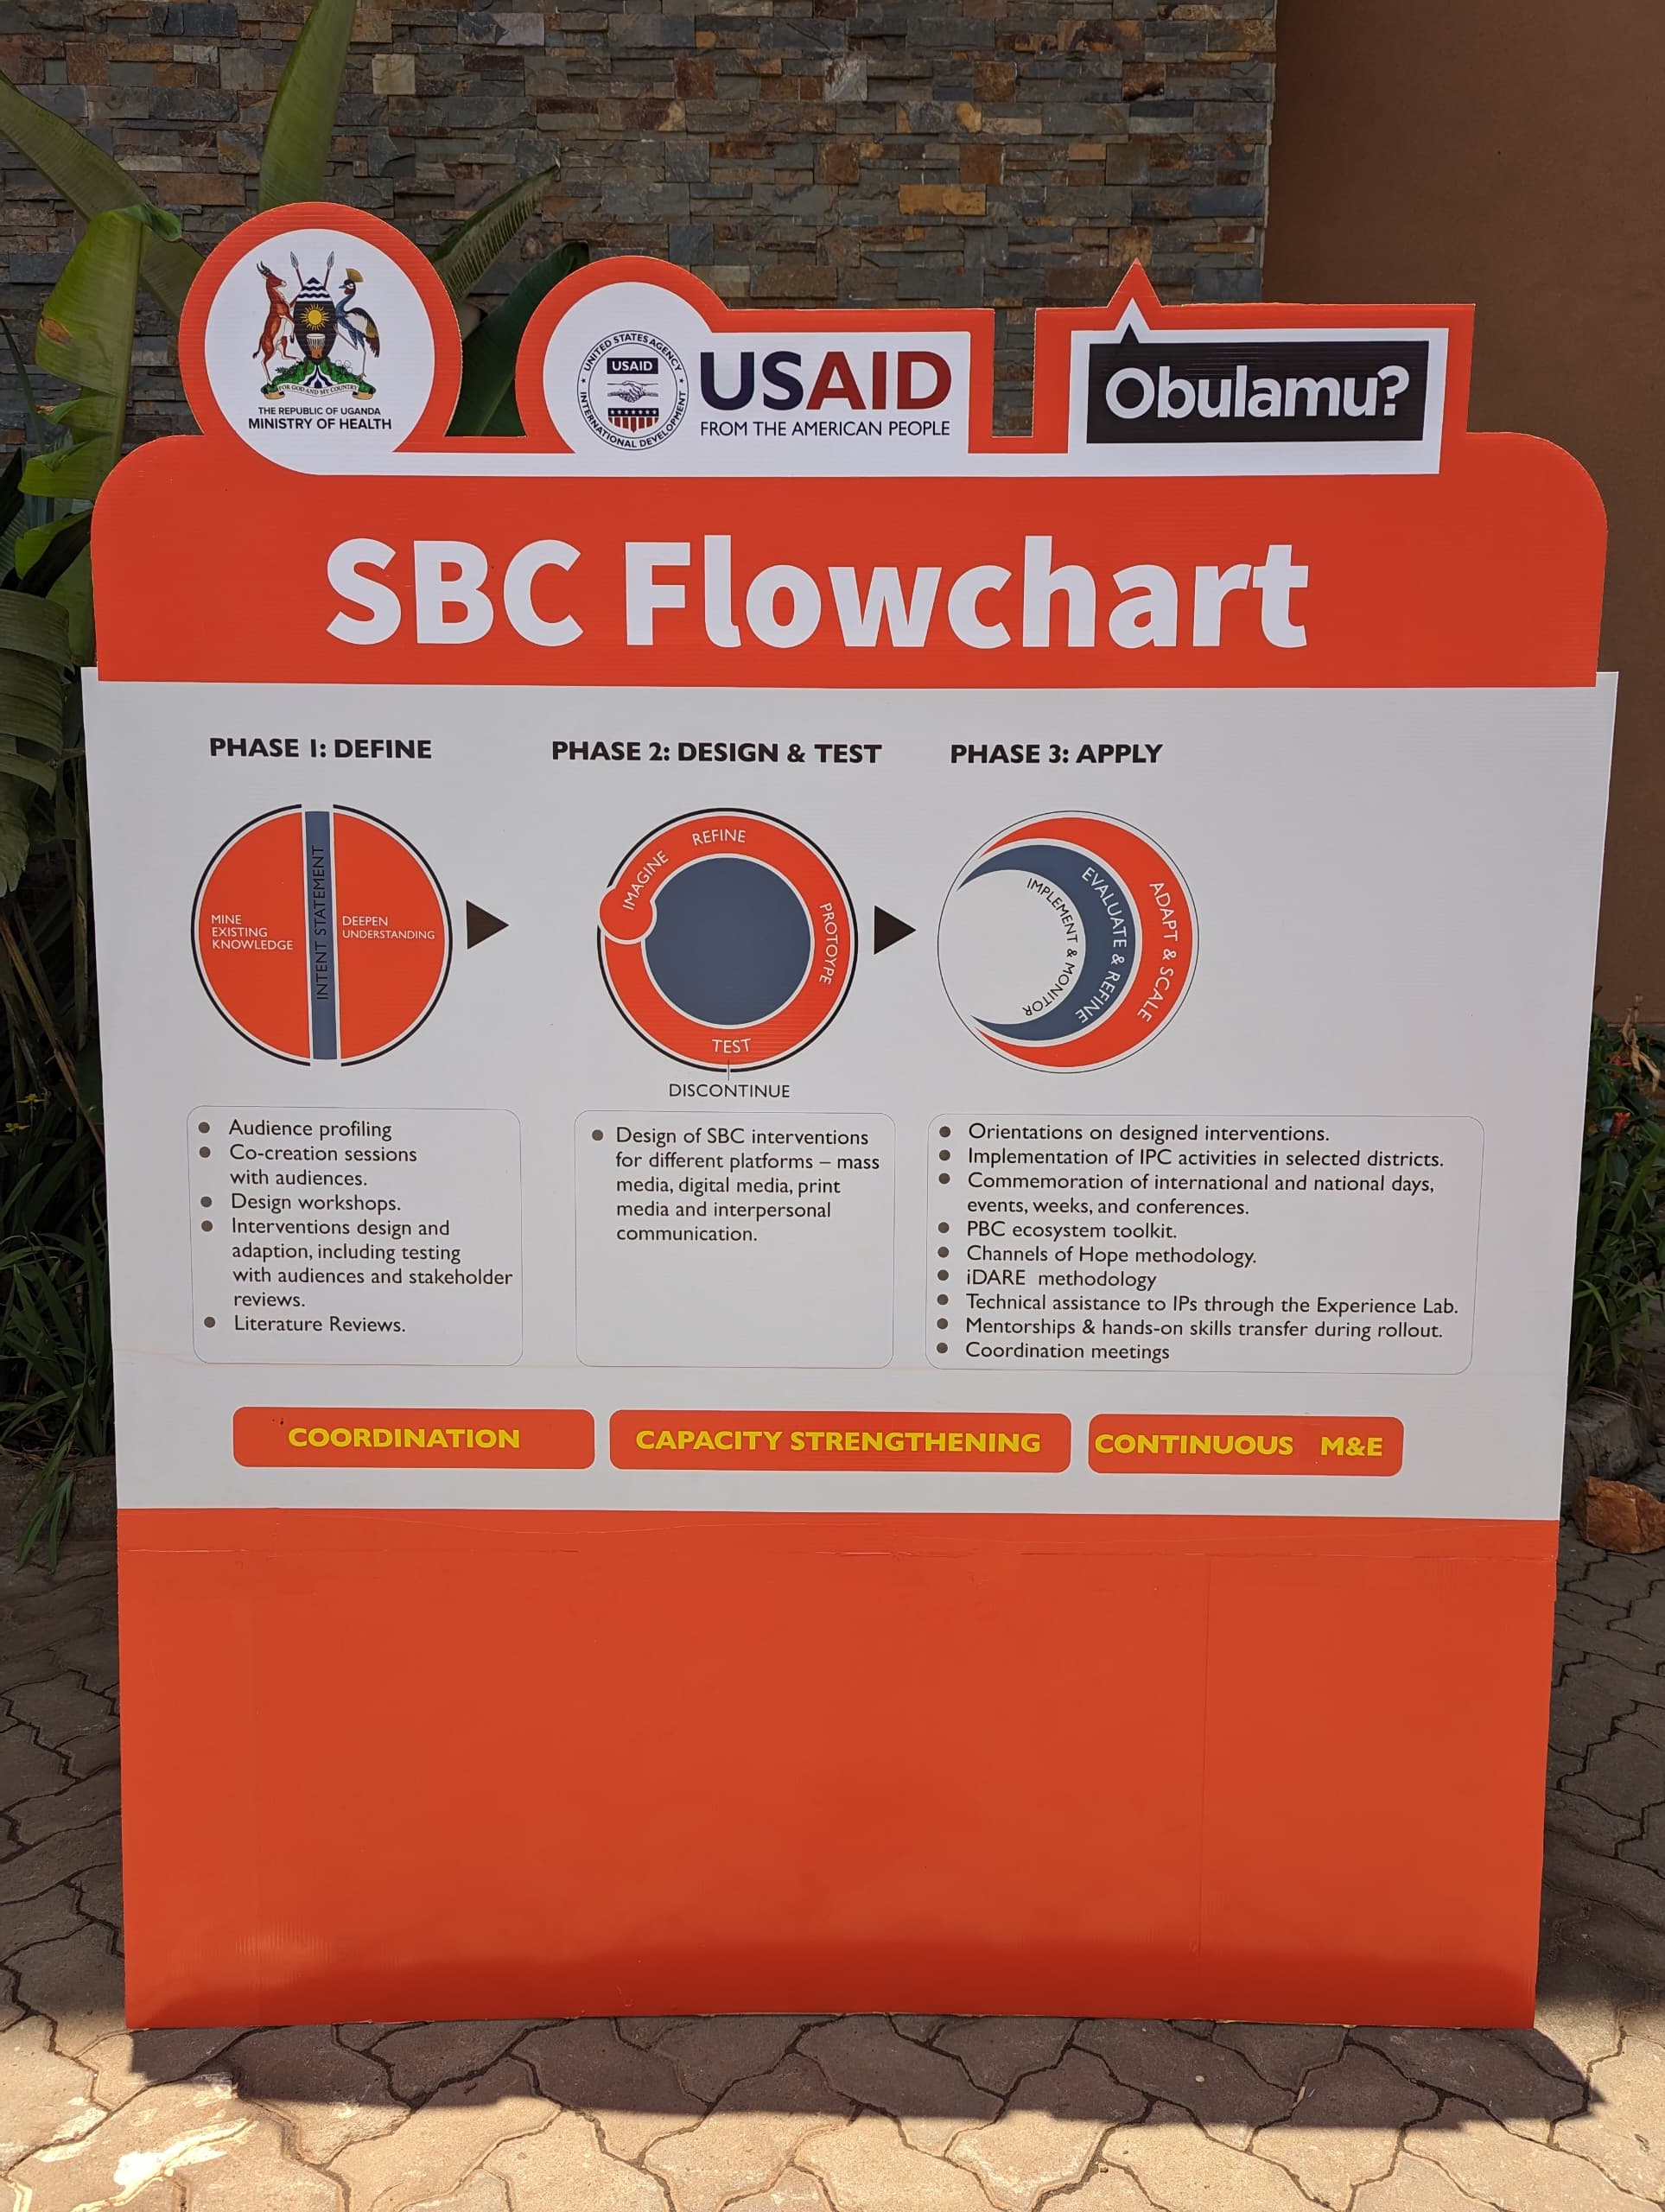 FOR GOD AND MY COUNTRY
THE REPUBLIC OF UGANDA
MINISTRY OF HEALTH
UNITED STATES AGENCY
INTERNATIONAL DEVELOPMENT
USAID
USAID
FROM THE AMERICAN PEOPLE
Obulamu?
SBC Flowchart
PHASE 1: DEFINE
MINE
EXISTING
KNOWLEDGE
INTENT STATEMENT
DEEPEN
UNDERSTANDING
PHASE 2: DESIGN & TEST
IMAGINE
REFINE
PROTOYPE
TEST
DISCONTINUE
PHASE 3: APPLY
IMPLEMENT & MONITOR
EVALUATE & REFINE
ADAPT & SCALE
● Audience profiling
● Co-creation sessions
with audiences.
● Design workshops.
● Interventions design and
adaption, including testing
with audiences and stakeholder
reviews.
● Literature Reviews.
● Design of SBC interventions
for different platforms – mass
media, digital media, print
media and interpersonal
communication.
● Orientations on designed interventions.
● Implementation of IPC activities in selected districts.
● Commemoration of international and national days,
events, weeks, and conferences.
● PBC ecosystem toolkit.
● Channels of Hope methodology.
● iDARE methodology
● Technical assistance to IPs through the Experience Lab.
● Mentorships & hands-on skills transfer during rollout.
● Coordination meetings
COORDINATION
CAPACITY STRENGTHENING
CONTINUOUS M&E